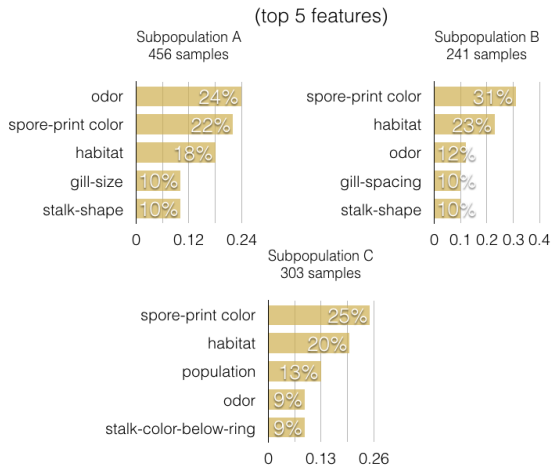 (top 5 features)
Subpopulation A
456 samples
odor 24%
spore-print color 22%
habitat 18%
gill-size 10%
stalk-shape 10%
0 0.12 0.24
Subpopulation B
241 samples
spore-print color 31%
habitat 23%
odor 12%
gill-spacing 10%
stalk-shape 10%
0 0.1 0.2 0.3 0.4
Subpopulation C
303 samples
spore-print color 25%
habitat 20%
population 13%
odor 9%
stalk-color-below-ring 9%
0 0.13 0.26